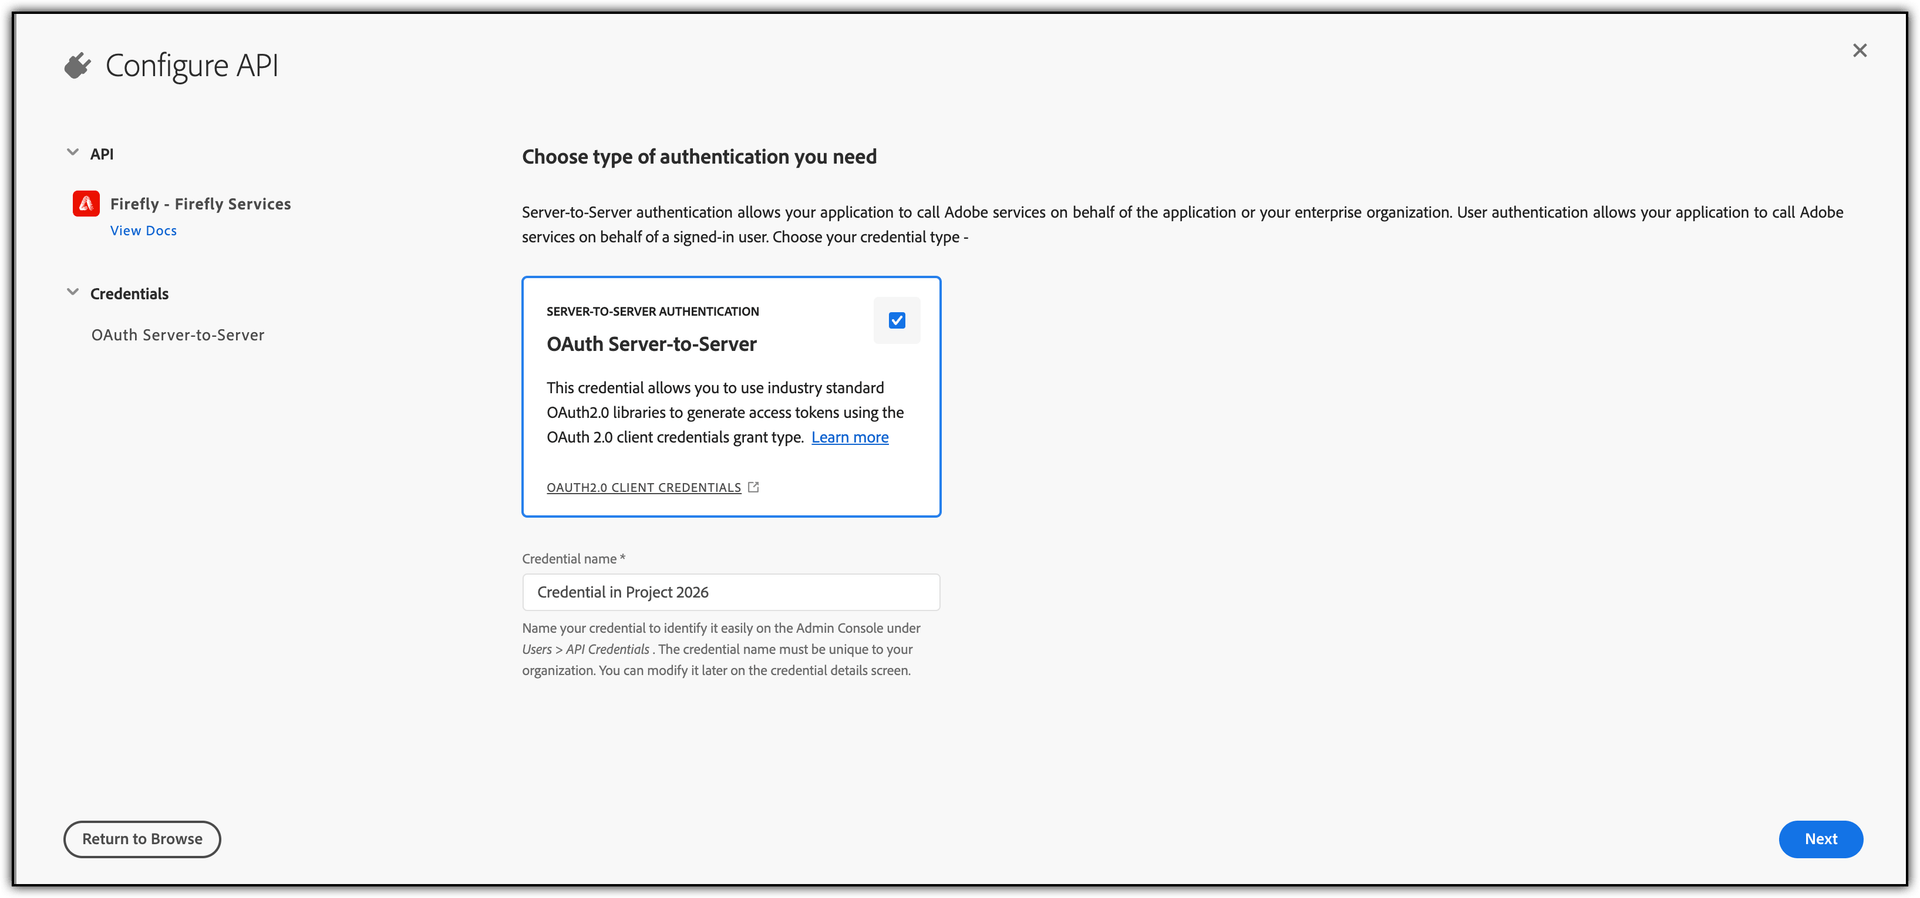 Configure API
API
Firefly - Firefly Services
View Docs
Credentials
OAuth Server-to-Server
Choose type of authentication you need
Server-to-Server authentication allows your application to call Adobe services on behalf of the application or your enterprise organization. User authentication allows your application to call Adobe
services on behalf of a signed-in user. Choose your credential type -
SERVER-TO-SERVER AUTHENTICATION
OAuth Server-to-Server
This credential allows you to use industry standard
OAuth2.0 libraries to generate access tokens using the
OAuth 2.0 client credentials grant type. Learn more
OAUTH2.0 CLIENT CREDENTIALS
Credential name *
Credential in Project 2026
Name your credential to identify it easily on the Admin Console under
Users > API Credentials . The credential name must be unique to your
organization. You can modify it later on the credential details screen.
Return to Browse
Next